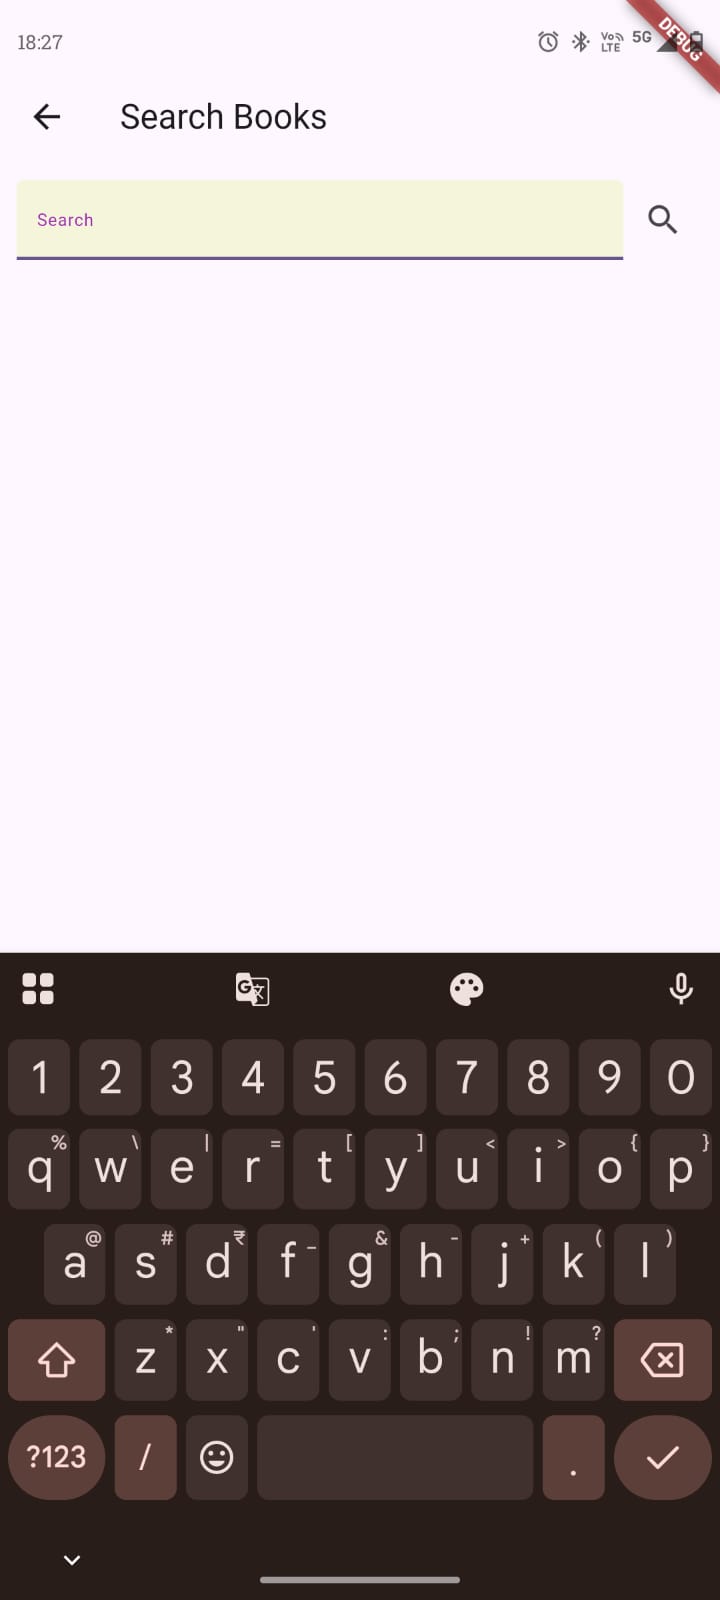 18:27 Vo LTE 5G DEBUG
Search Books
Search
1 2 3 4 5 6 7 8 9 0
% \ | = [ ] < > { }
q w e r t y u i o p
@ # ₹ _ & - + ( )
a s d f g h j k l
* " ' : ; ! ?
z x c v b n m
?123 / .